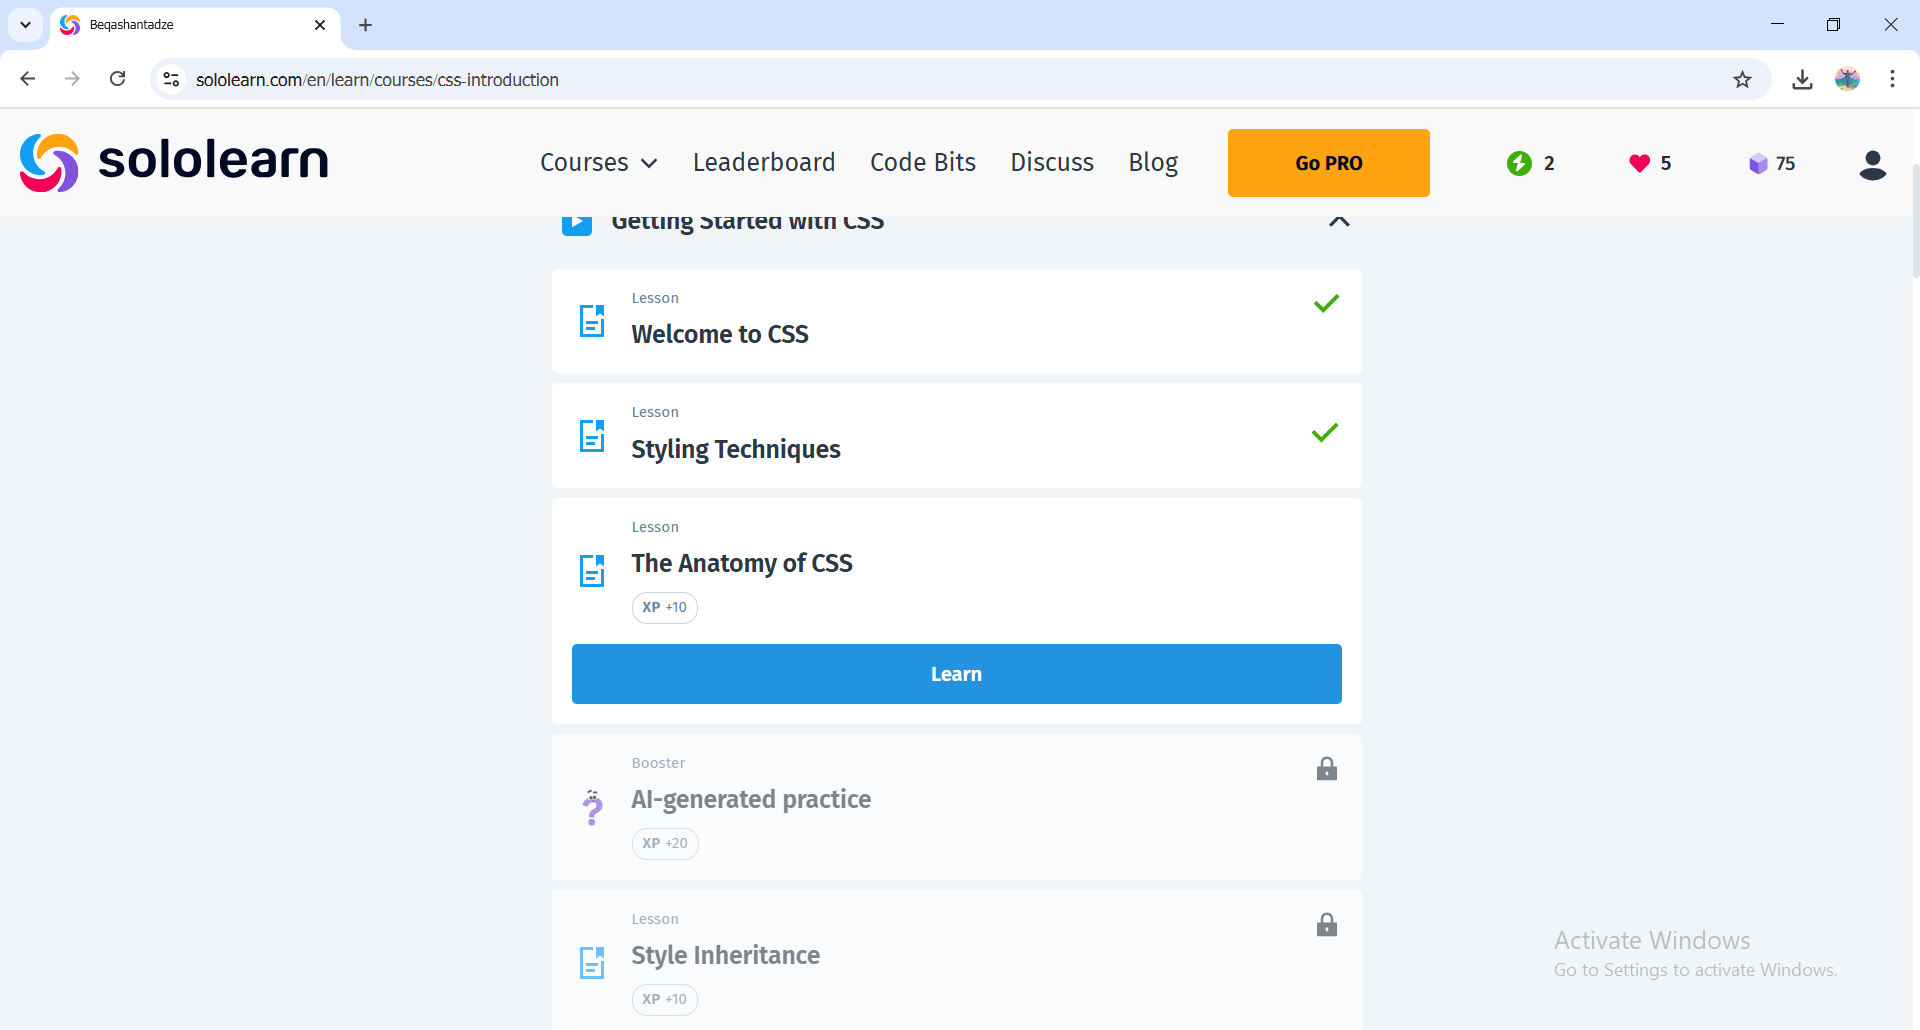 Beqashantadze
sololearn.com/en/learn/courses/css-introduction
sololearn
Courses
Leaderboard
Code Bits
Discuss
Blog
Go PRO
2
5
75
Getting Started with CSS
Lesson
Welcome to CSS
Lesson
Styling Techniques
Lesson
The Anatomy of CSS
XP +10
Learn
Booster
AI-generated practice
XP +20
Lesson
Style Inheritance
XP +10
Activate Windows
Go to Settings to activate Windows.